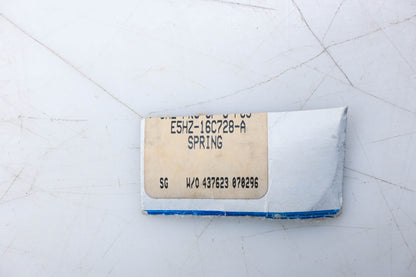 E5HZ-16C728-A
SPRING
SG W/O 437623 070296